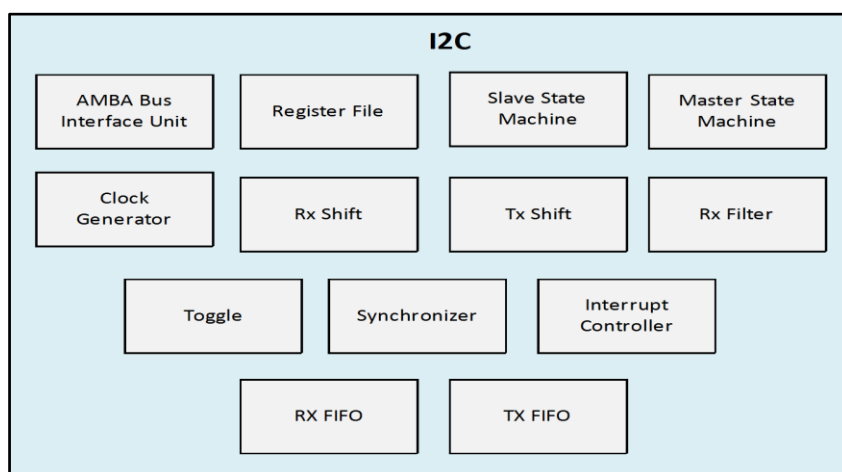 I2C
AMBA Bus
Interface Unit
Register File
Slave State
Machine
Master State
Machine
Clock
Generator
Rx Shift
Tx Shift
Rx Filter
Toggle
Synchronizer
Interrupt
Controller
RX FIFO
TX FIFO